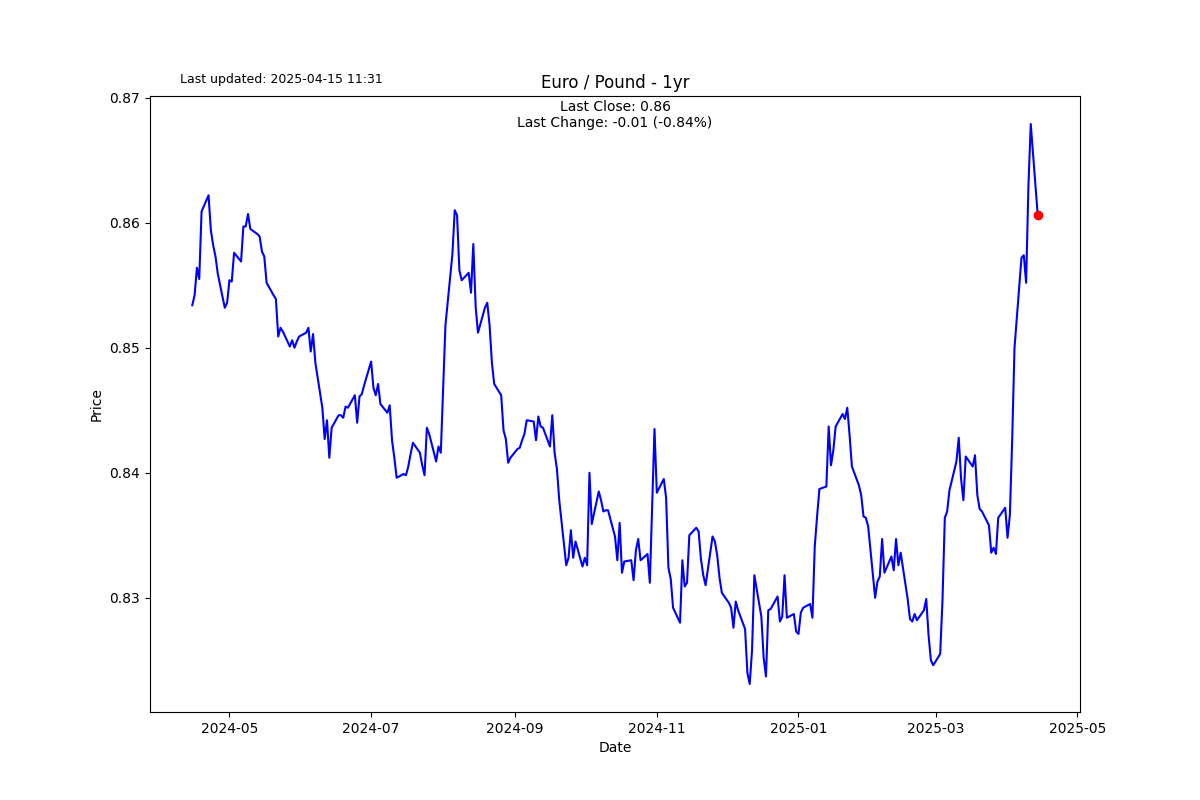 Last updated: 2025-04-15 11:31
Euro / Pound - 1yr
Last Close: 0.86
Last Change: -0.01 (-0.84%)
0.87
0.86
0.85
0.84
0.83
Price
2024-05
2024-07
2024-09
2024-11
2025-01
2025-03
2025-05
Date